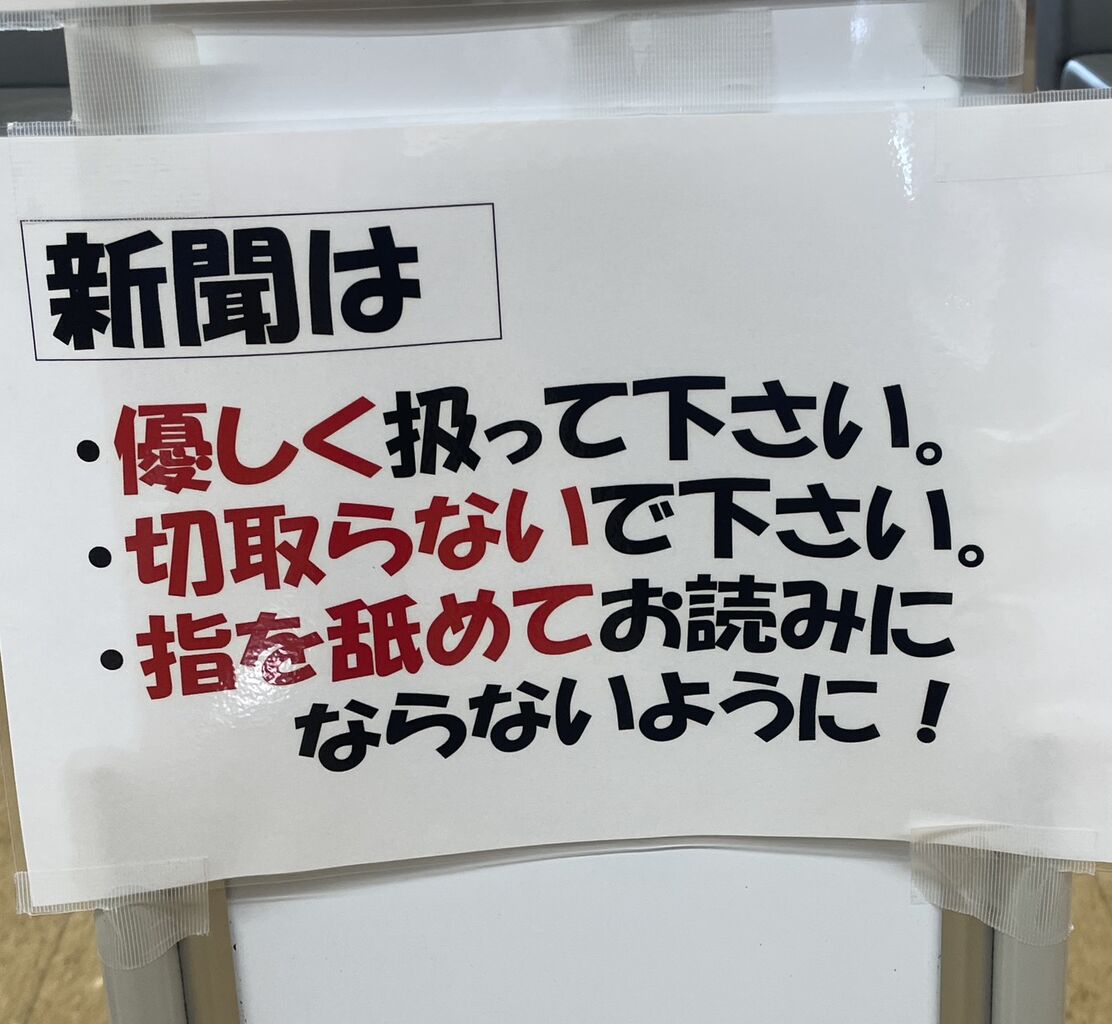 新聞は
・優しく扱って下さい。
・切取らないで下さい。
・指を舐めてお読みに
ならないように！